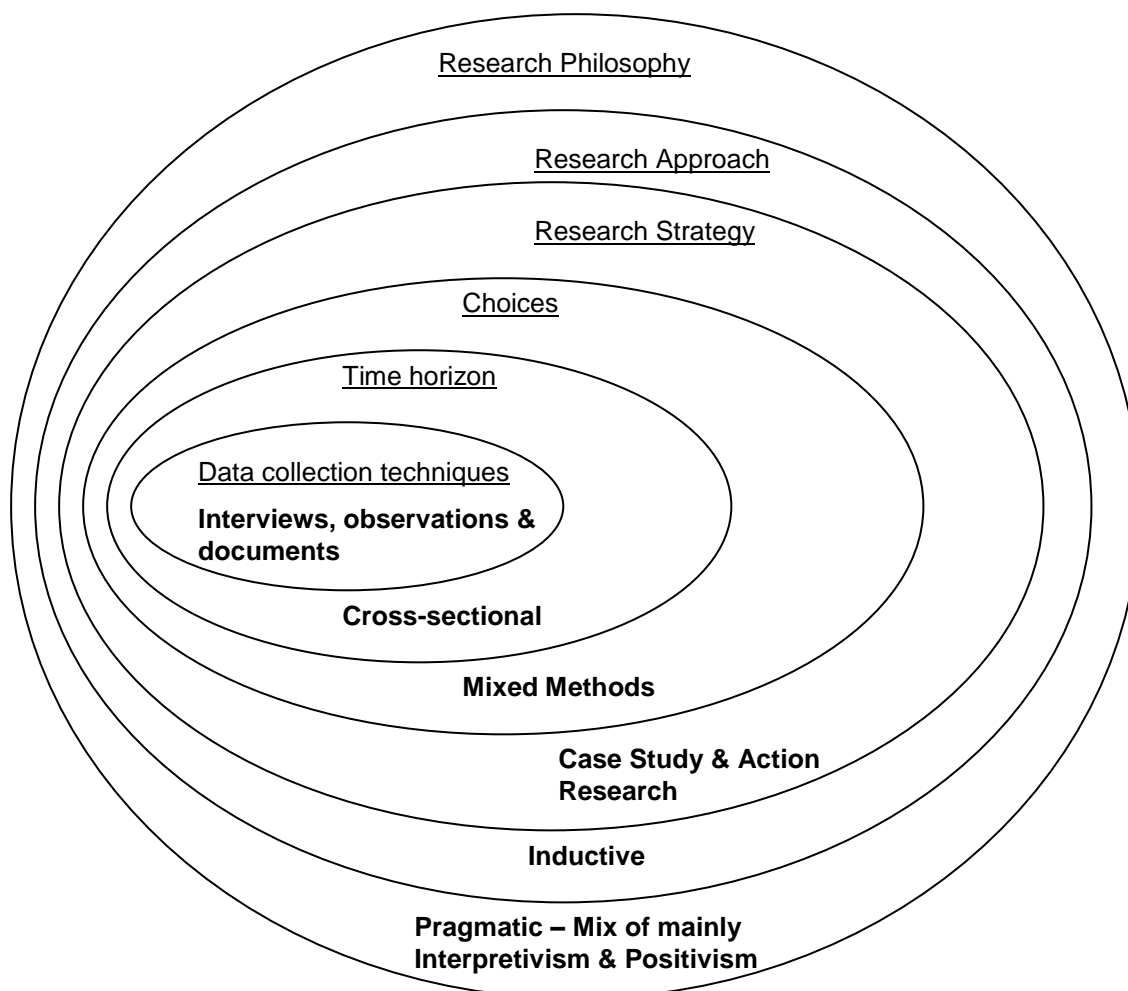 Research Philosophy
Research Approach
Research Strategy
Choices
Time horizon
Data collection techniques
Interviews, observations &
documents
Cross-sectional
Mixed Methods
Case Study & Action
Research
Inductive
Pragmatic – Mix of mainly
Interpretivism & Positivism